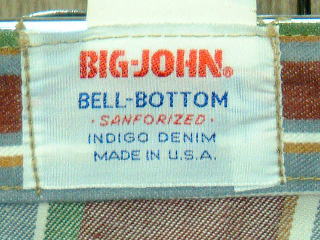 BIG-JOHN®
BELL-BOTTOM
• SANFORIZED •
INDIGO DENIM
MADE IN U.S.A.